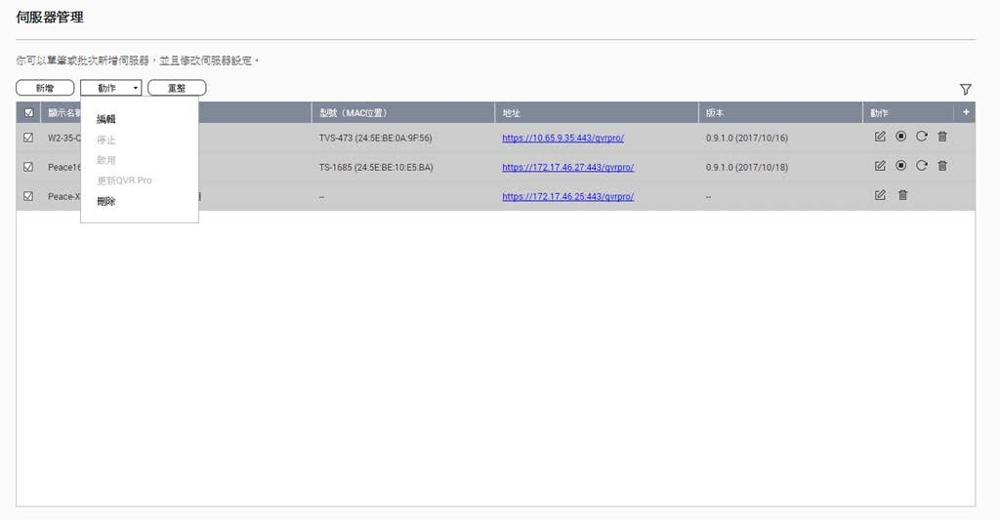 伺服器管理
你可以單筆或批次新增伺服器，並且修改伺服器設定。
新增 動作 重整
顯示名稱 型號（MAC位置） 地址 版本 動作 +
編輯
停止
啟用
更新QVR Pro
刪除
W2-35-Q TVS-473 (24:5E:BE:0A:9F:56) https://10.65.9.35:443/qvrpro/ 0.9.1.0 (2017/10/16)
Peace16 TS-1685 (24:5E:BE:10:E5:BA) https://172.17.46.27:443/qvrpro/ 0.9.1.0 (2017/10/18)
Peace-X -- https://172.17.46.25:443/qvrpro/ --